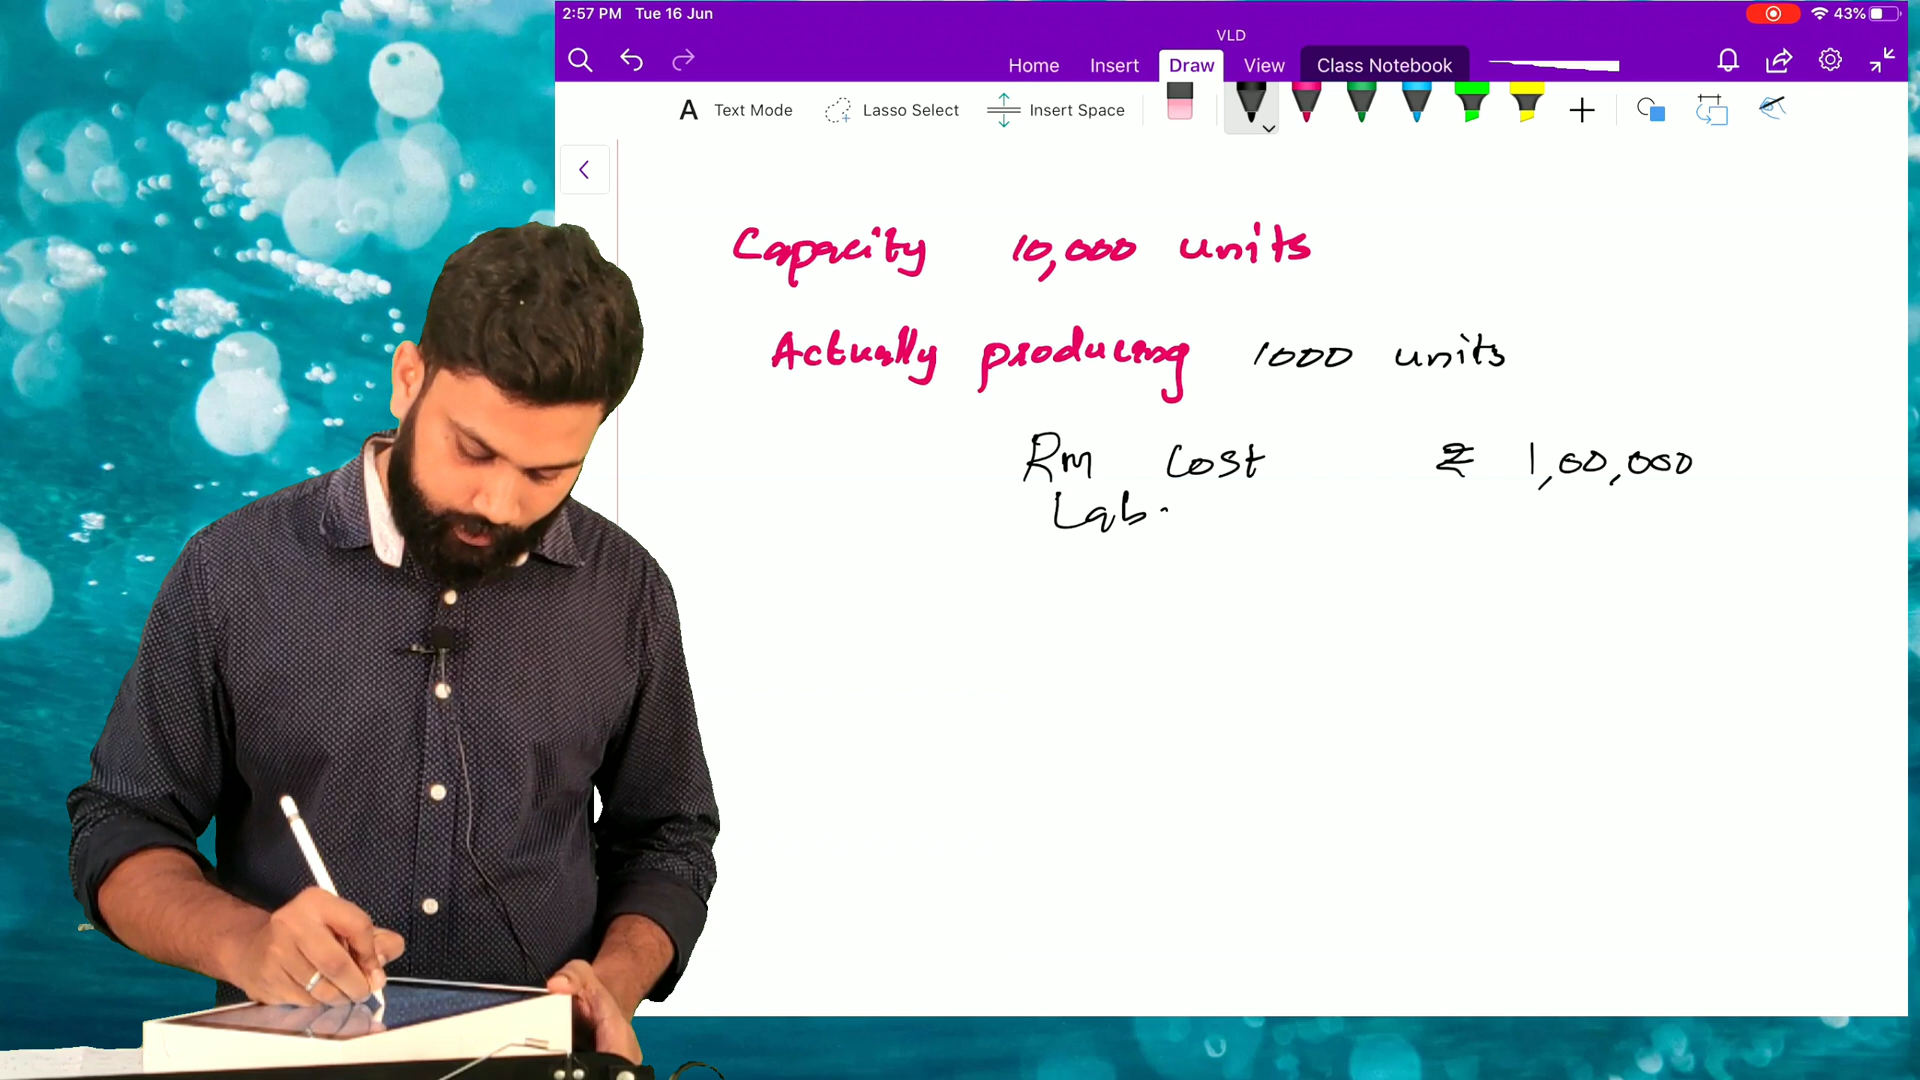 2:57 PM Tue 16 Jun
43%
VLD
Home Insert Draw View Class Notebook
A Text Mode Lasso Select Insert Space
Capacity 10,000 units
Actually producing 1000 units
Rm Cost ₹ 1,00,000
Lab.